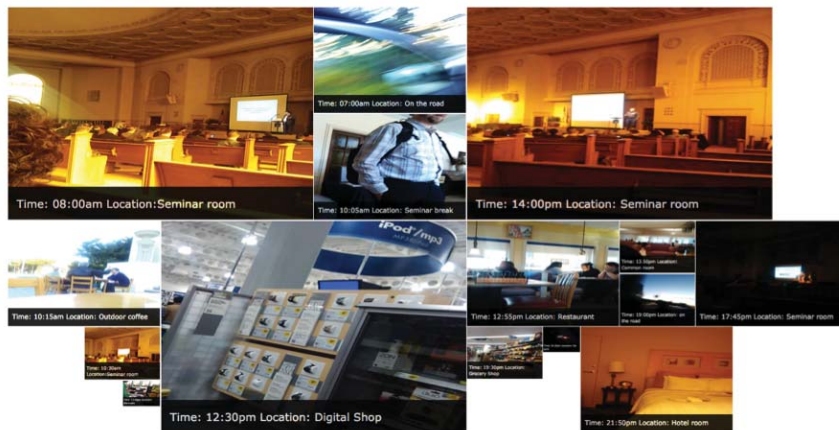 Time: 08:00am Location:Seminar room
Time: 07:00am Location: On the road
Time: 10:05am Location: Seminar break
Time: 14:00pm Location: Seminar room
Time: 10:15am Location: Outdoor coffee
iPod®/mp3
Time: 12:55pm Location: Restaurant
Time: 13:30pm Location:
Common room
Time: 19:00pm Location: on
the road
Time: 17:45pm Location: Seminar room
Time: 10:30am
Location:Seminar room
Time: 19:30pm Location:
Grocery Shop
Time: 12:30pm Location: Digital Shop
Time: 21:50pm Location: Hotel room